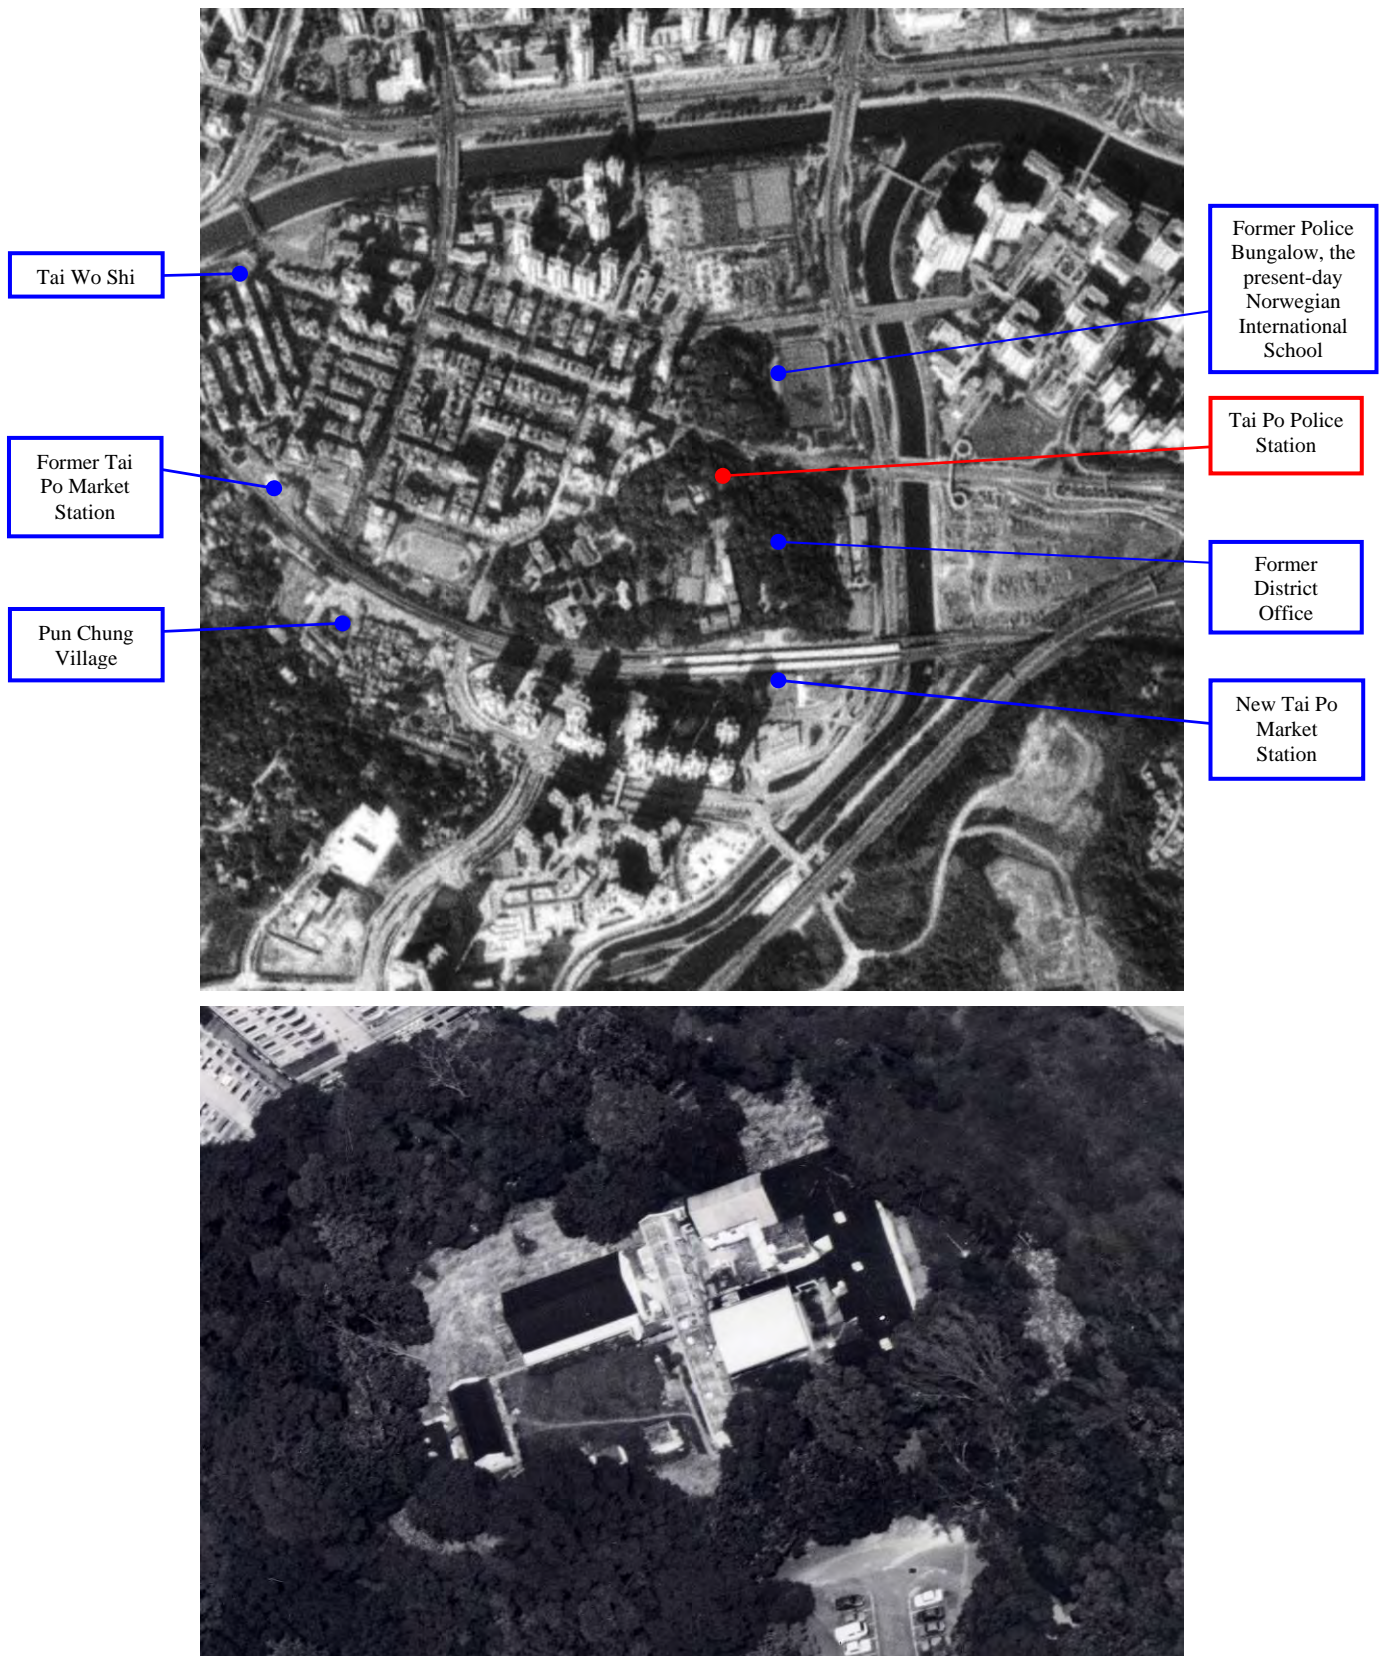 Tai Wo Shi
Former Tai
Po Market
Station
Pun Chung
Village
Former Police
Bungalow, the
present-day
Norwegian
International
School
Tai Po Police
Station
Former
District
Office
New Tai Po
Market
Station